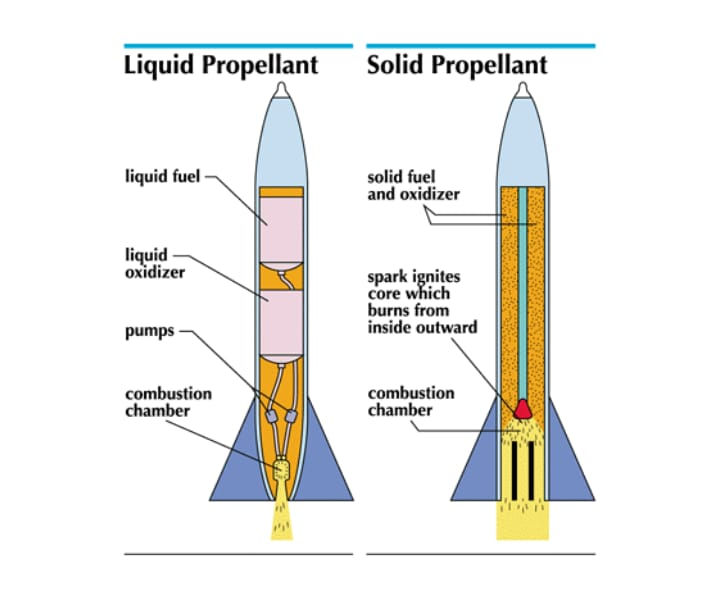 Liquid Propellant
liquid fuel
liquid
oxidizer
pumps
combustion
chamber
Solid Propellant
solid fuel
and oxidizer
spark ignites
core which
burns from
inside outward
combustion
chamber